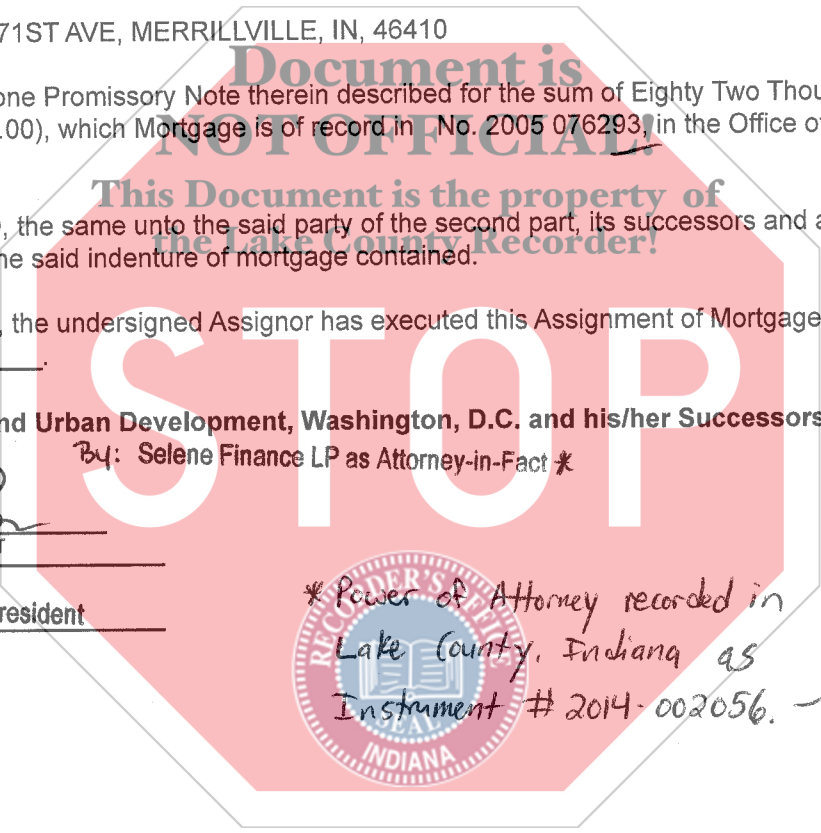 71ST AVE, MERRILLVILLE, IN, 46410
Document is
one Promissory Note therein described for the sum of Eighty Two Thou
.00), which Mortgage is of record in No. 2005 076293, in the Office of
NOT OFFICIAL!
This Document is the property of
, the same unto the said party of the second part, its successors and a
the Lake County Recorder!
he said indenture of mortgage contained.
, the undersigned Assignor has executed this Assignment of Mortgage
STOP
nd Urban Development, Washington, D.C. and his/her Successors
By: Selene Finance LP as Attorney-in-Fact *
resident
* Power of Attorney recorded in
Lake County, Indiana as
Instrument # 2014-002056. –
RECORDER'S OFFICE
SEAL
INDIANA